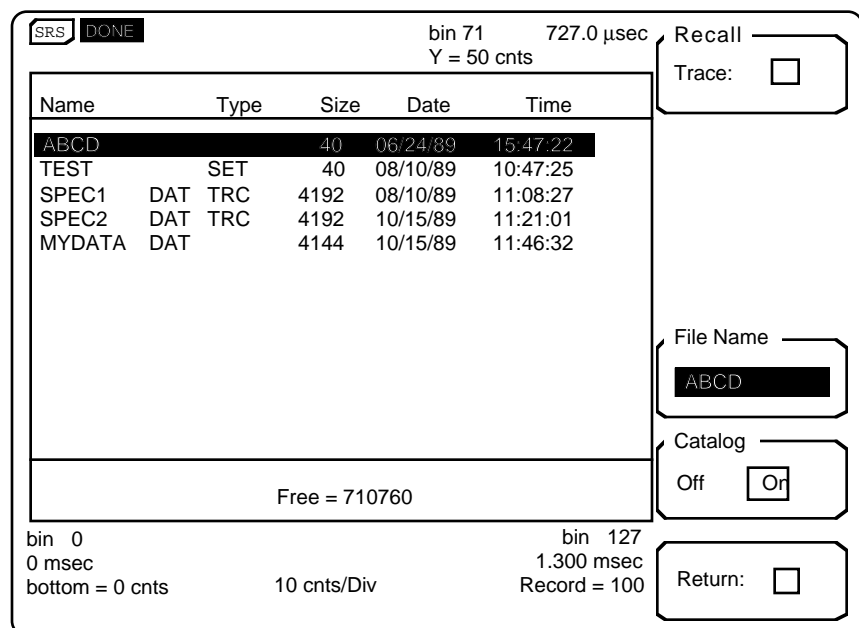 SRS DONE bin 71 727.0 µsec
Y = 50 cnts
Recall
Trace:
Name Type Size Date Time
ABCD 40 06/24/89 15:47:22
TEST SET 40 08/10/89 10:47:25
SPEC1 DAT TRC 4192 08/10/89 11:08:27
SPEC2 DAT TRC 4192 10/15/89 11:21:01
MYDATA DAT 4144 10/15/89 11:46:32
File Name
ABCD
Catalog
Off On
Free = 710760
bin 0 bin 127
0 msec 1.300 msec
bottom = 0 cnts 10 cnts/Div Record = 100
Return: